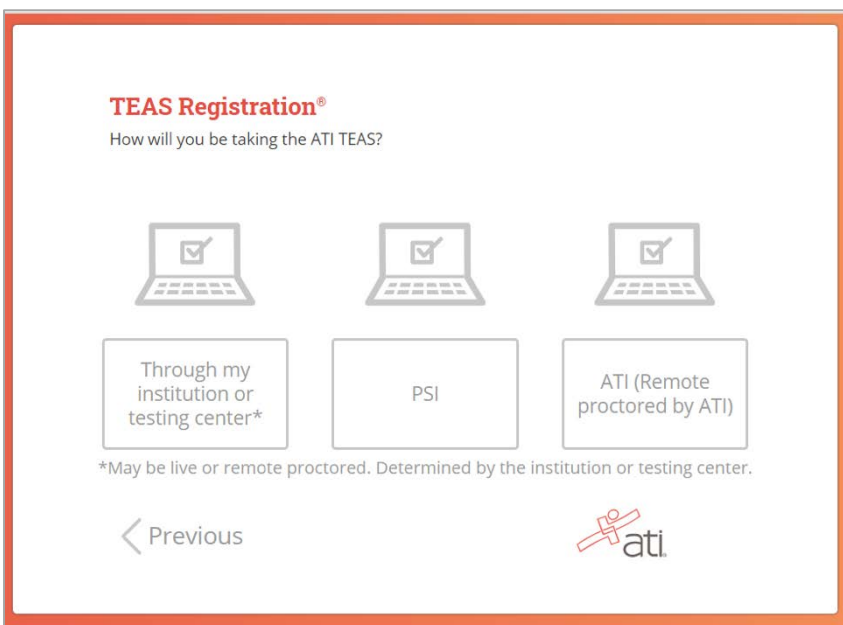 TEAS Registration®
How will you be taking the ATI TEAS?
Through my
institution or
testing center*
PSI
ATI (Remote
proctored by ATI)
*May be live or remote proctored. Determined by the institution or testing center.
Previous
ati